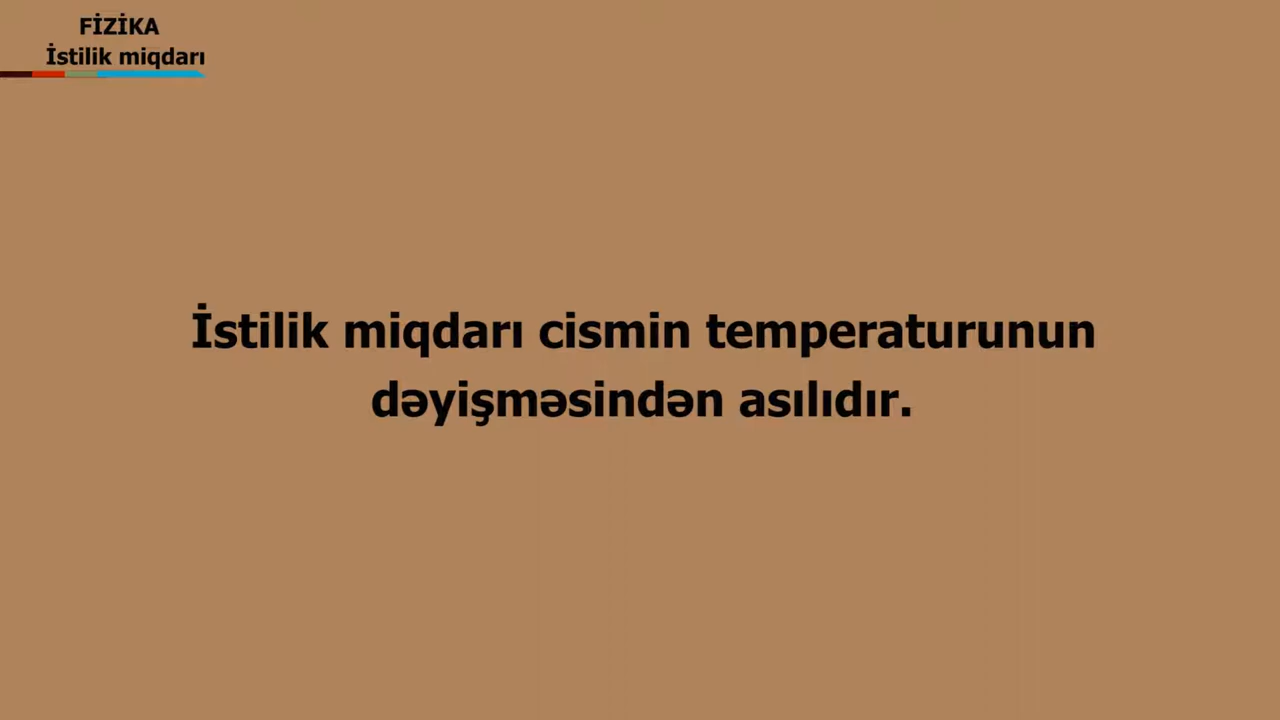 FİZİKA
İstilik miqdarı
İstilik miqdarı cismin temperaturunun
dəyişməsindən asılıdır.